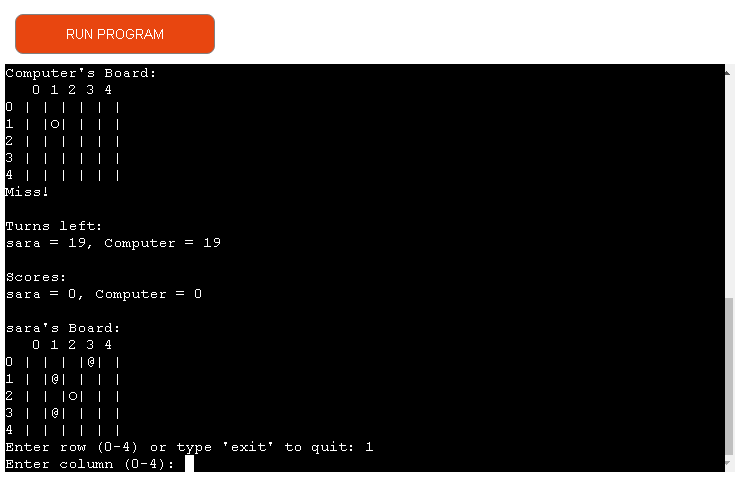 RUN PROGRAM
Computer's Board:
   0 1 2 3 4
0 | | | | | |
1 | |O| | | |
2 | | | | | |
3 | | | | | |
4 | | | | | |
Miss!
Turns left:
sara = 19, Computer = 19
Scores:
sara = 0, Computer = 0
sara's Board:
   0 1 2 3 4
0 | | | |@| |
1 | |@| | | |
2 | | |O| | |
3 | |@| | | |
4 | | | | | |
Enter row (0-4) or type 'exit' to quit: 1
Enter column (0-4):